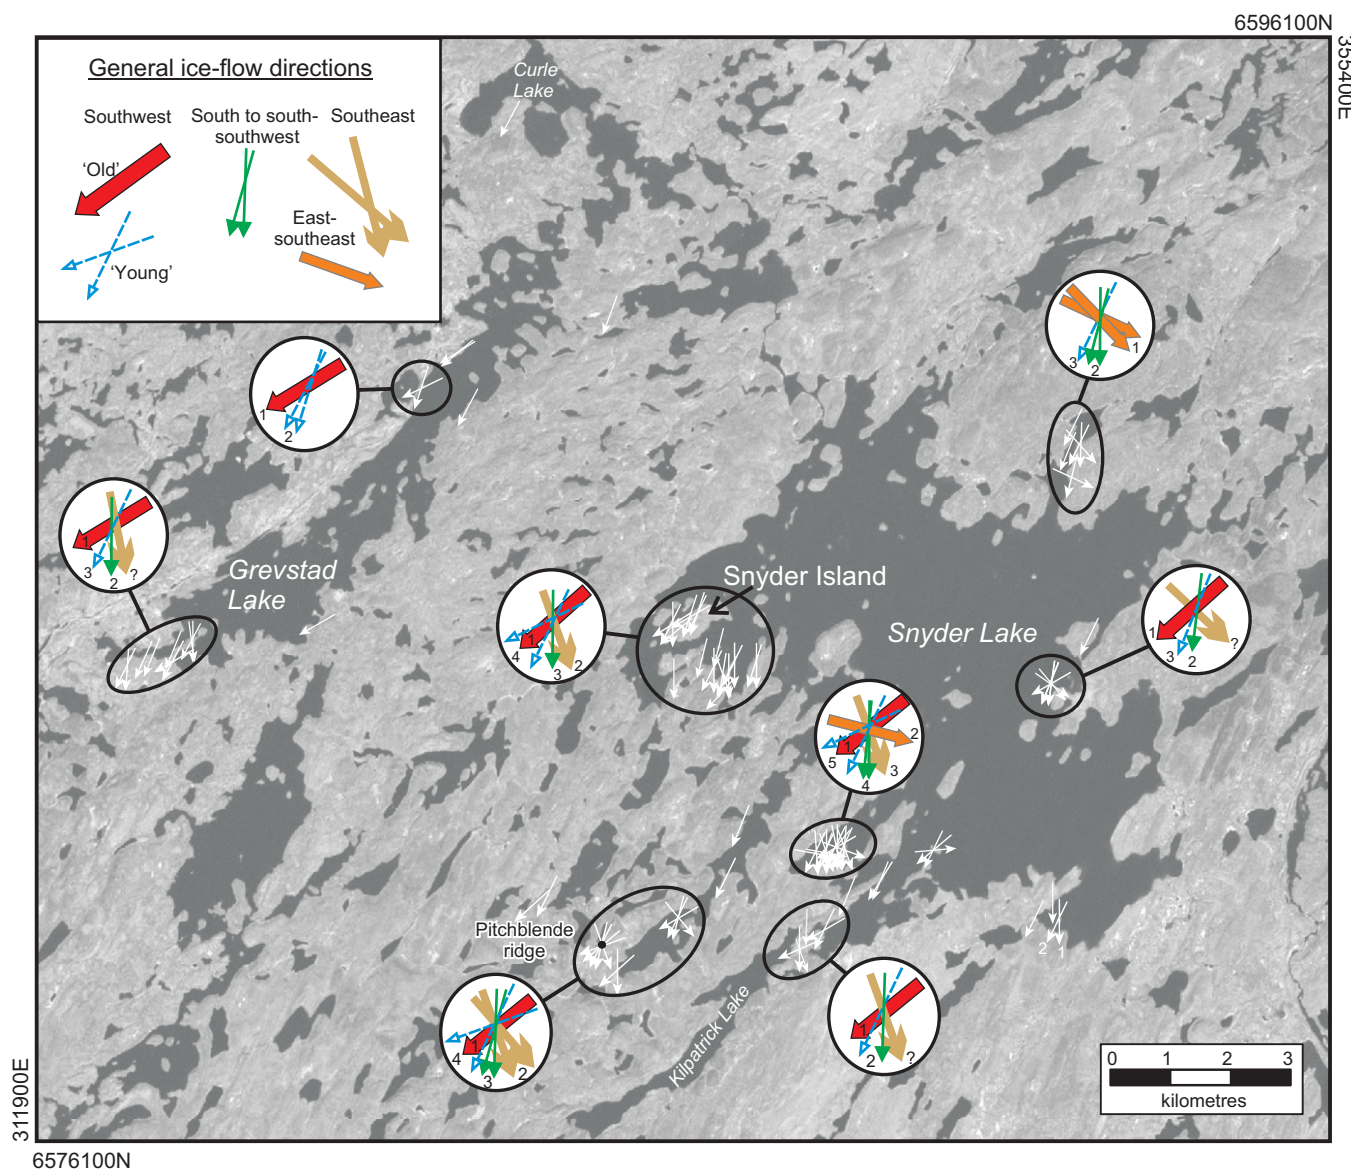 6596100N
355400E
General ice-flow directions
Southwest
South to south-
southwest
Southeast
'Old'
'Young'
East-
southeast
Curle
Lake
1
2
3
2
1
1
3
2
?
Grevstad
Lake
Snyder Island
Snyder Lake
1
4
3
2
1
3
2
?
1
2
5
3
4
Pitchblende
ridge
2
1
1
4
3
2
Kilpatrick Lake
1
2
?
0
1
2
3
kilometres
311900E
6576100N